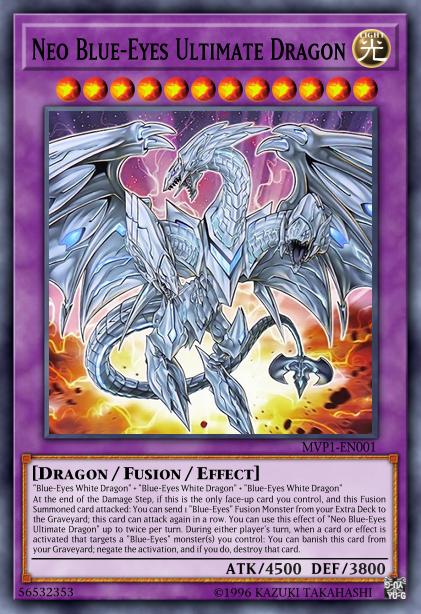 NEO BLUE-EYES ULTIMATE DRAGON
LIGHT
光
MVP1-EN001
[DRAGON / FUSION / EFFECT]
"Blue-Eyes White Dragon" + "Blue-Eyes White Dragon" + "Blue-Eyes White Dragon"
At the end of the Damage Step, if this is the only face-up card you control, and this Fusion
Summoned card attacked: You can send 1 "Blue-Eyes" Fusion Monster from your Extra Deck to
the Graveyard; this card can attack again in a row. You can use this effect of "Neo Blue-Eyes
Ultimate Dragon" up to twice per turn. During either player's turn, when a card or effect is
activated that targets a "Blue-Eyes" monster(s) you control: You can banish this card from
your Graveyard; negate the activation, and if you do, destroy that card.
ATK/4500 DEF/3800
56532353
©1996 KAZUKI TAKAHASHI